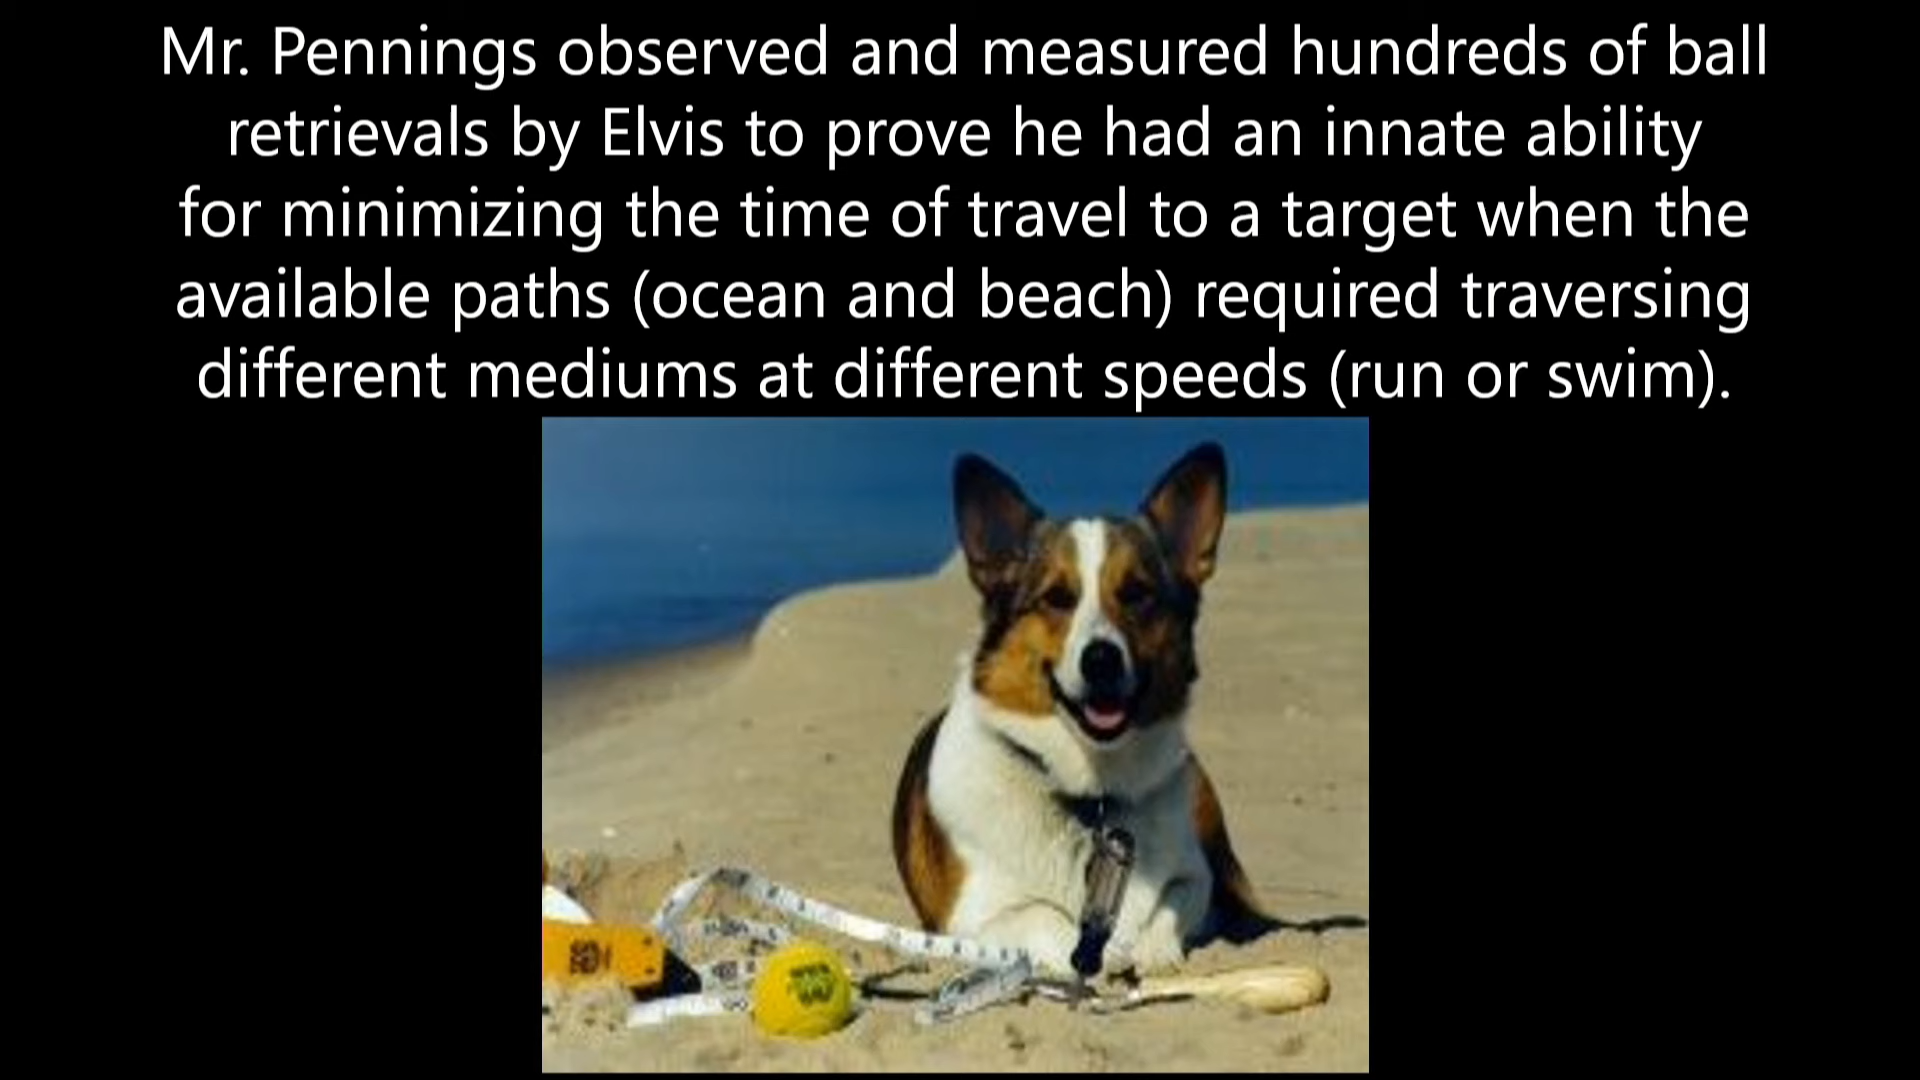 Mr. Pennings observed and measured hundreds of ball
retrievals by Elvis to prove he had an innate ability
for minimizing the time of travel to a target when the
available paths (ocean and beach) required traversing
different mediums at different speeds (run or swim).